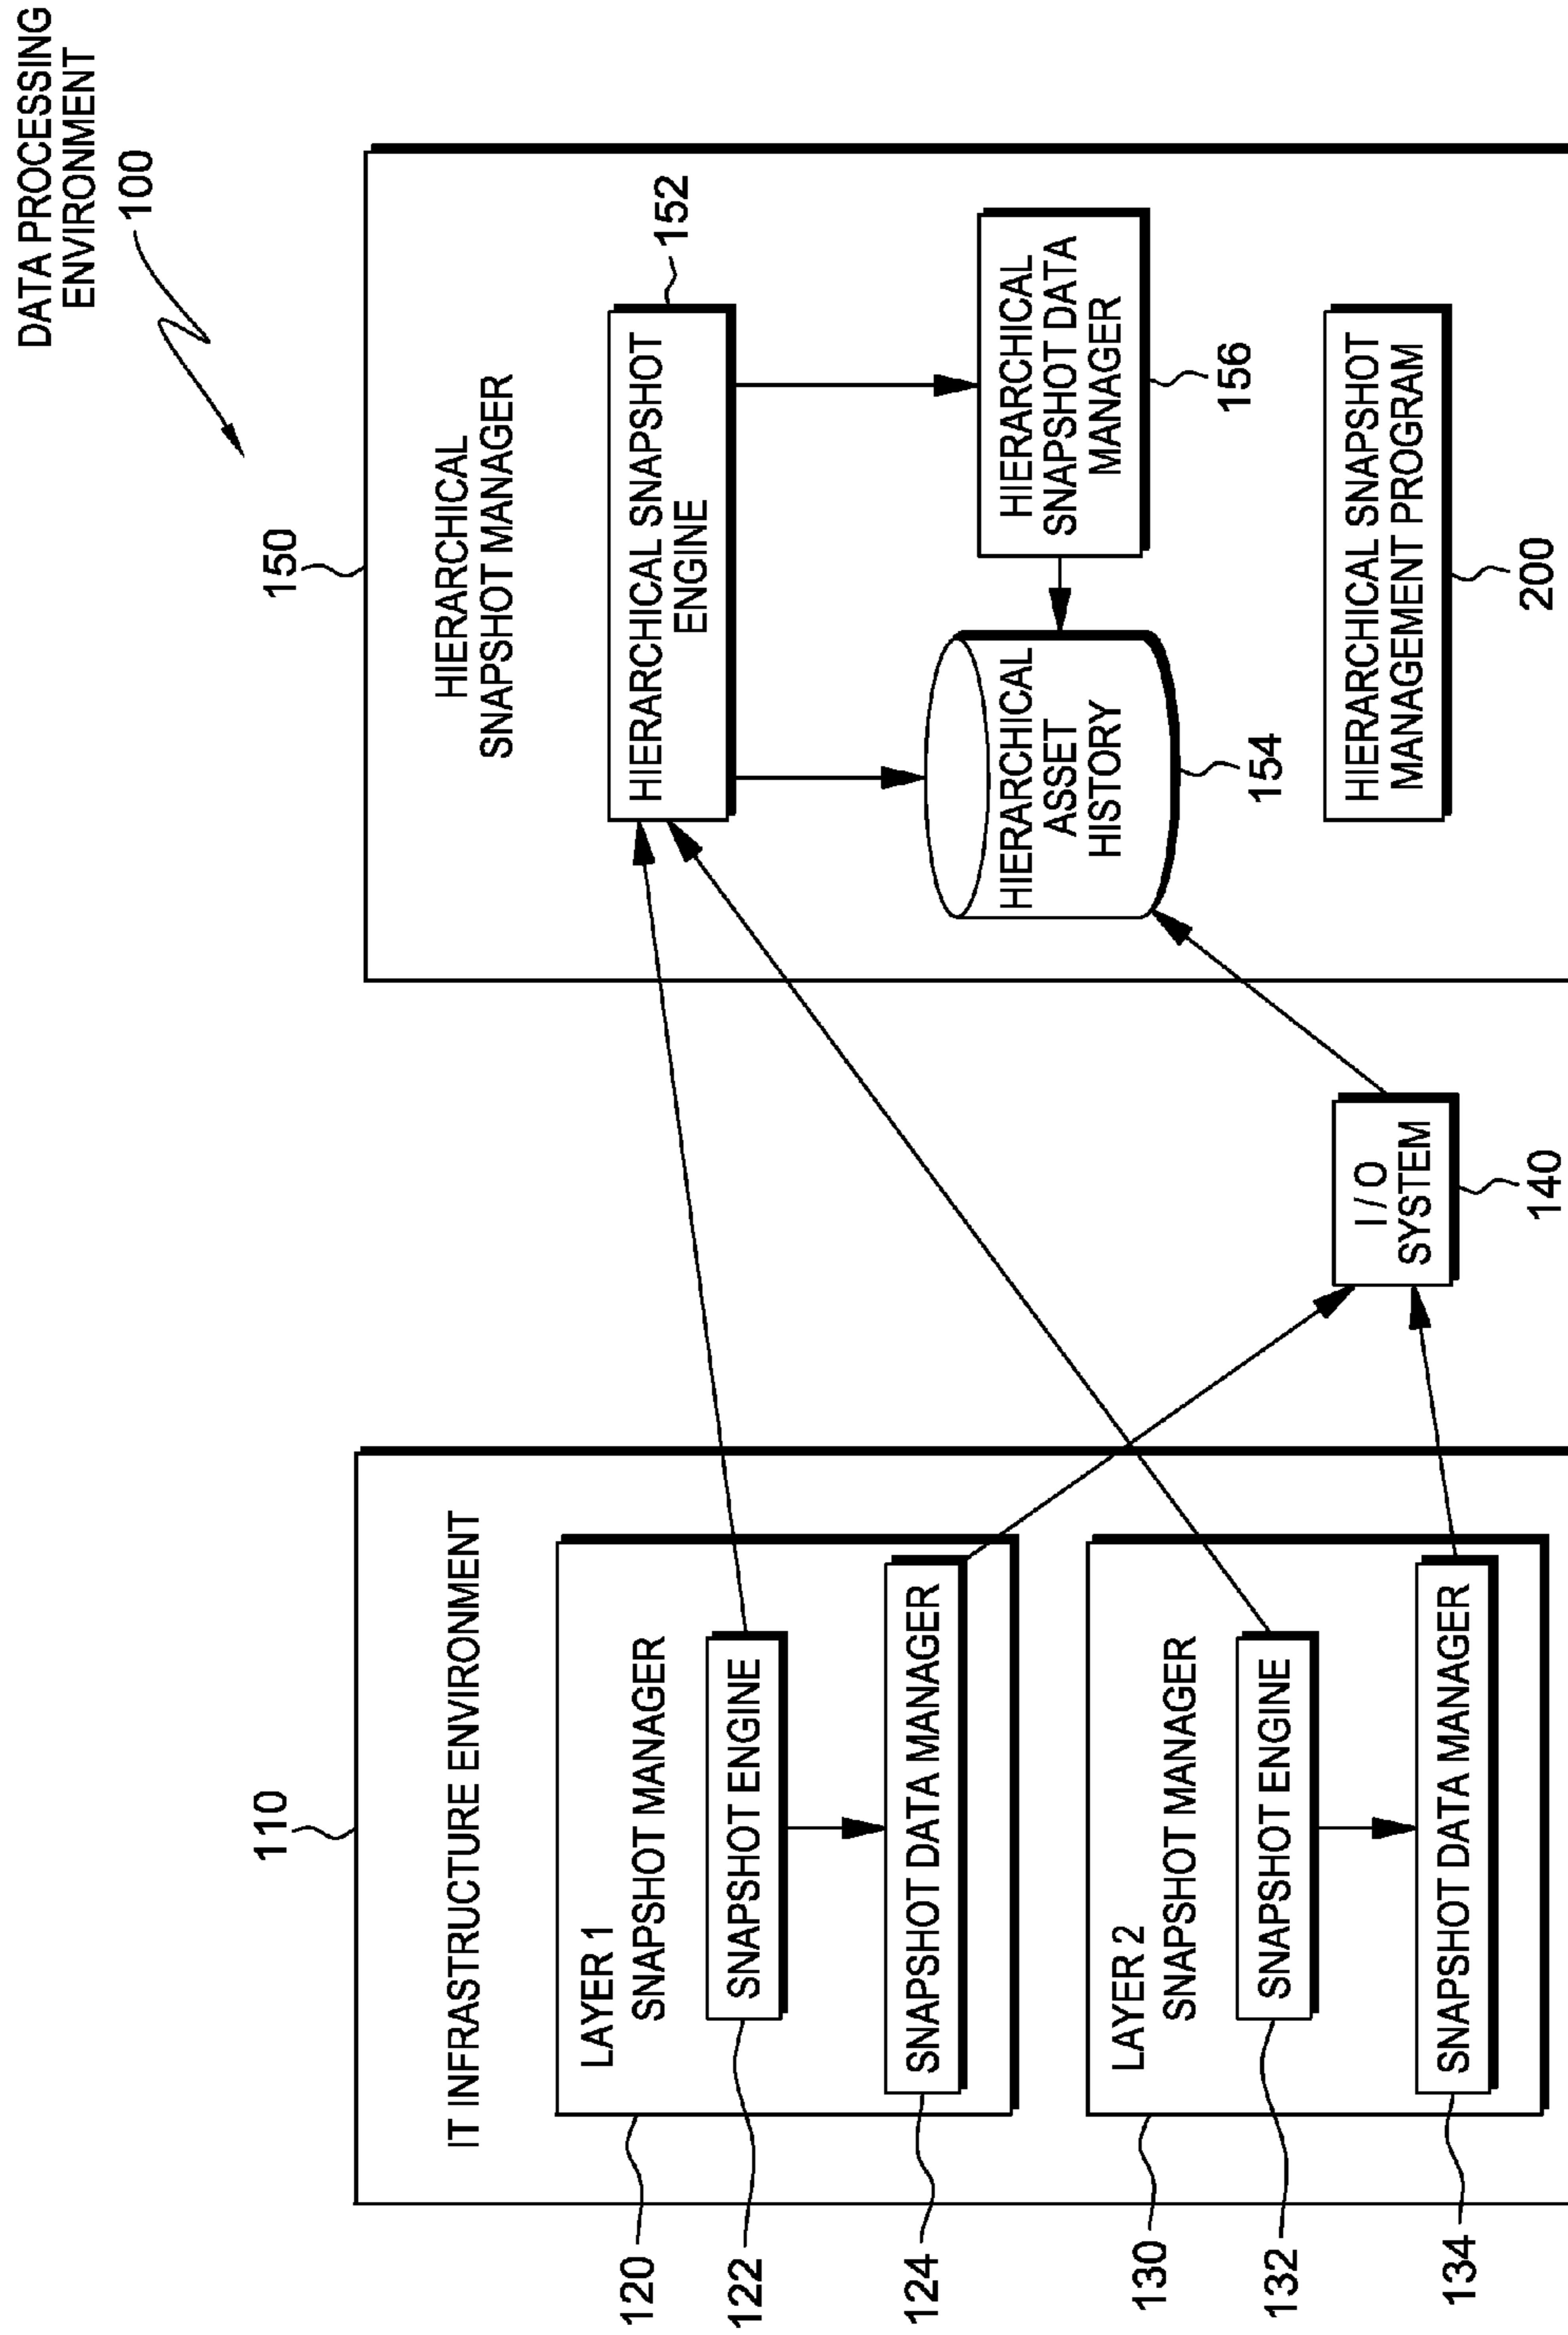 DATA PROCESSING
ENVIRONMENT
100
110
IT INFRASTRUCTURE ENVIRONMENT
120
LAYER 1
SNAPSHOT MANAGER
122
SNAPSHOT ENGINE
124
SNAPSHOT DATA MANAGER
130
LAYER 2
SNAPSHOT MANAGER
132
SNAPSHOT ENGINE
134
SNAPSHOT DATA MANAGER
I / O
SYSTEM
140
150
HIERARCHICAL
SNAPSHOT MANAGER
HIERARCHICAL SNAPSHOT
ENGINE
152
HIERARCHICAL
ASSET
HISTORY
154
HIERARCHICAL
SNAPSHOT DATA
MANAGER
156
HIERARCHICAL SNAPSHOT
MANAGEMENT PROGRAM
200